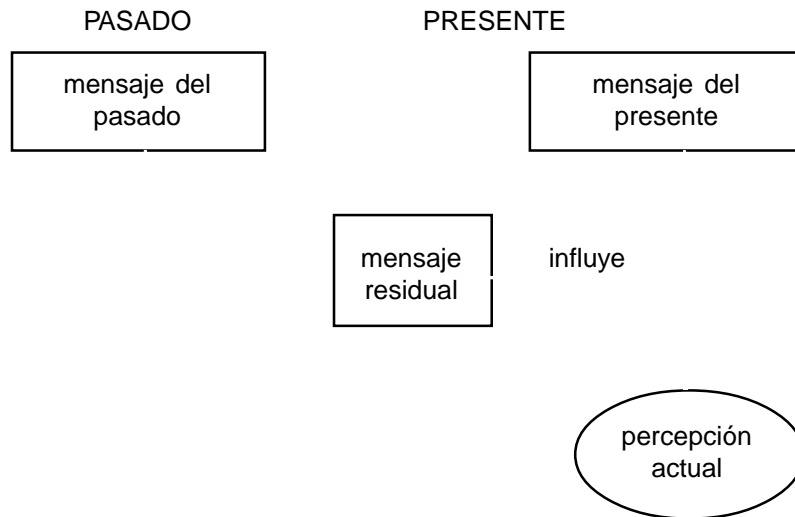 PASADO
PRESENTE
mensaje del
pasado
mensaje del
presente
mensaje
residual
influye
percepción
actual